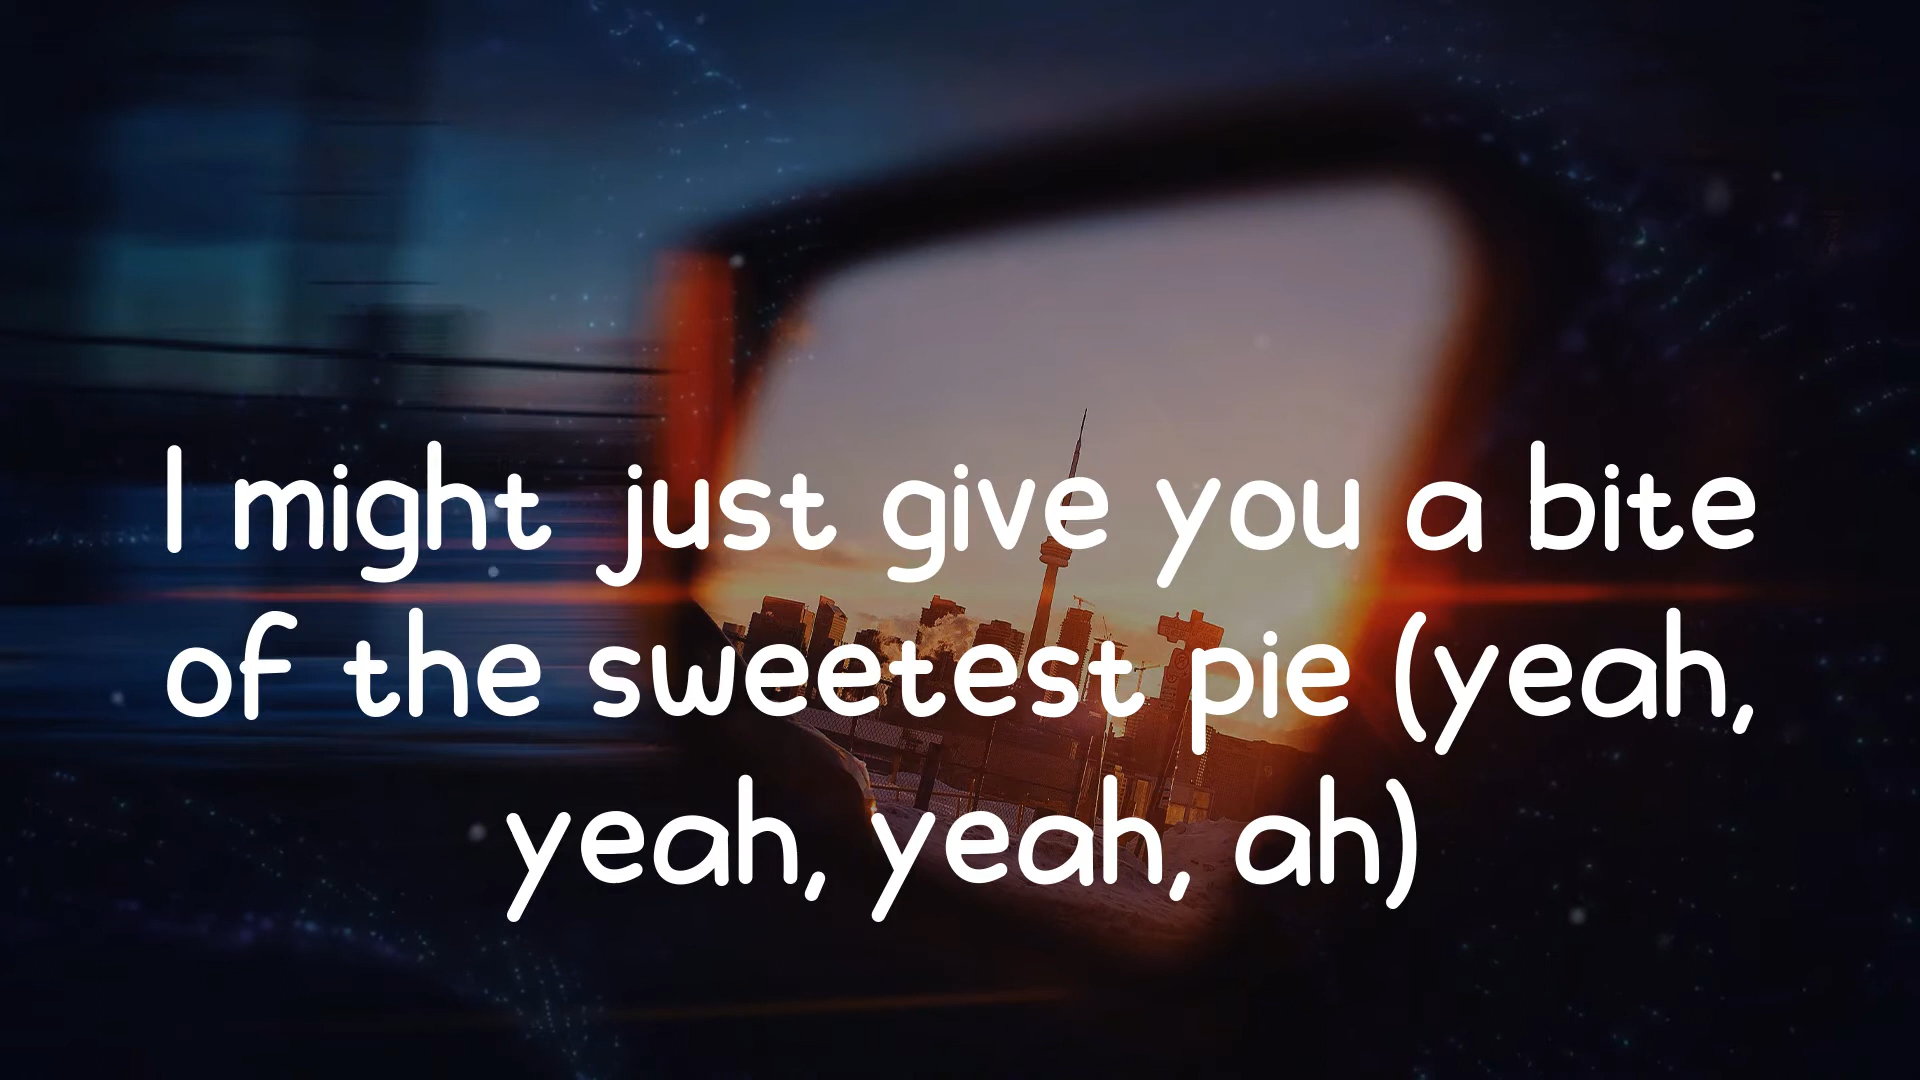 I might  just give you a bite
of the sweetest pie (yeah,
yeah, yeah, ah)